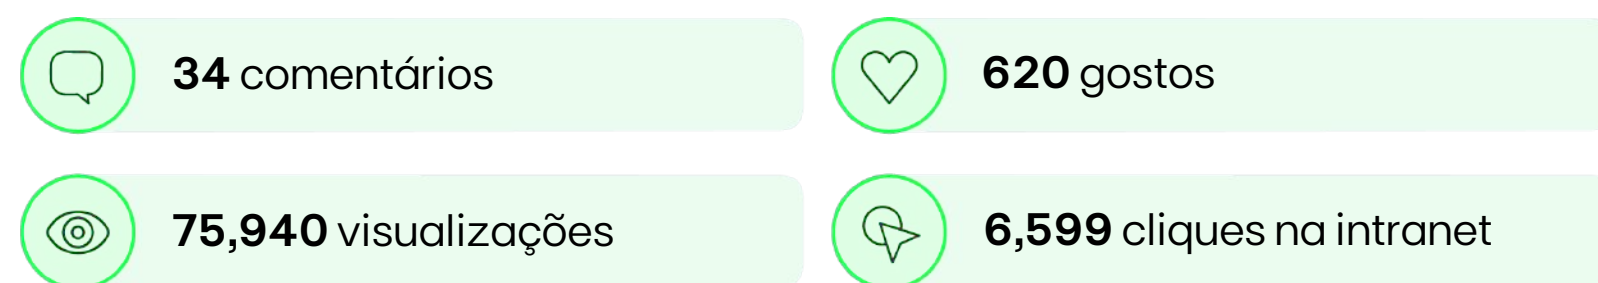 34 comentários
620 gostos
75,940 visualizações
6,599 cliques na intranet